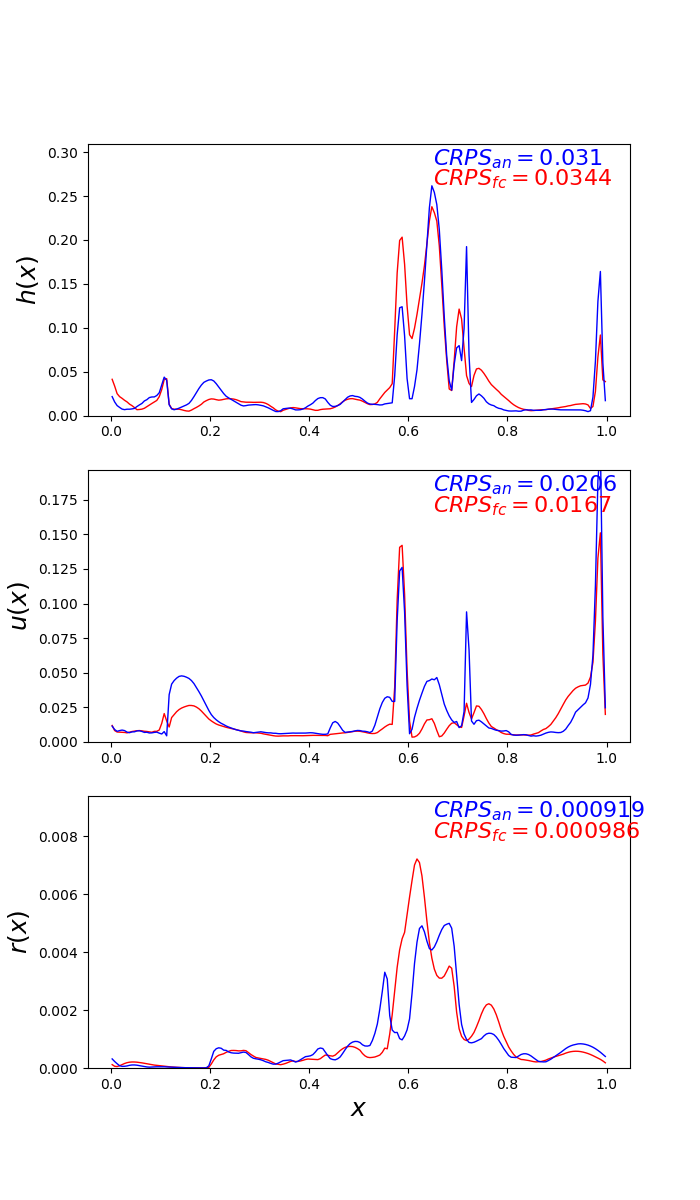 0.30
0.25
0.20
0.15
0.10
0.05
0.00
h(x)
CRPS_an = 0.031
CRPS_fc = 0.0344
0.0 0.2 0.4 0.6 0.8 1.0
0.175
0.150
0.125
0.100
0.075
0.050
0.025
0.000
u(x)
CRPS_an = 0.0206
CRPS_fc = 0.0167
0.0 0.2 0.4 0.6 0.8 1.0
0.008
0.006
0.004
0.002
0.000
r(x)
CRPS_an = 0.000919
CRPS_fc = 0.000986
0.0 0.2 0.4 0.6 0.8 1.0
x